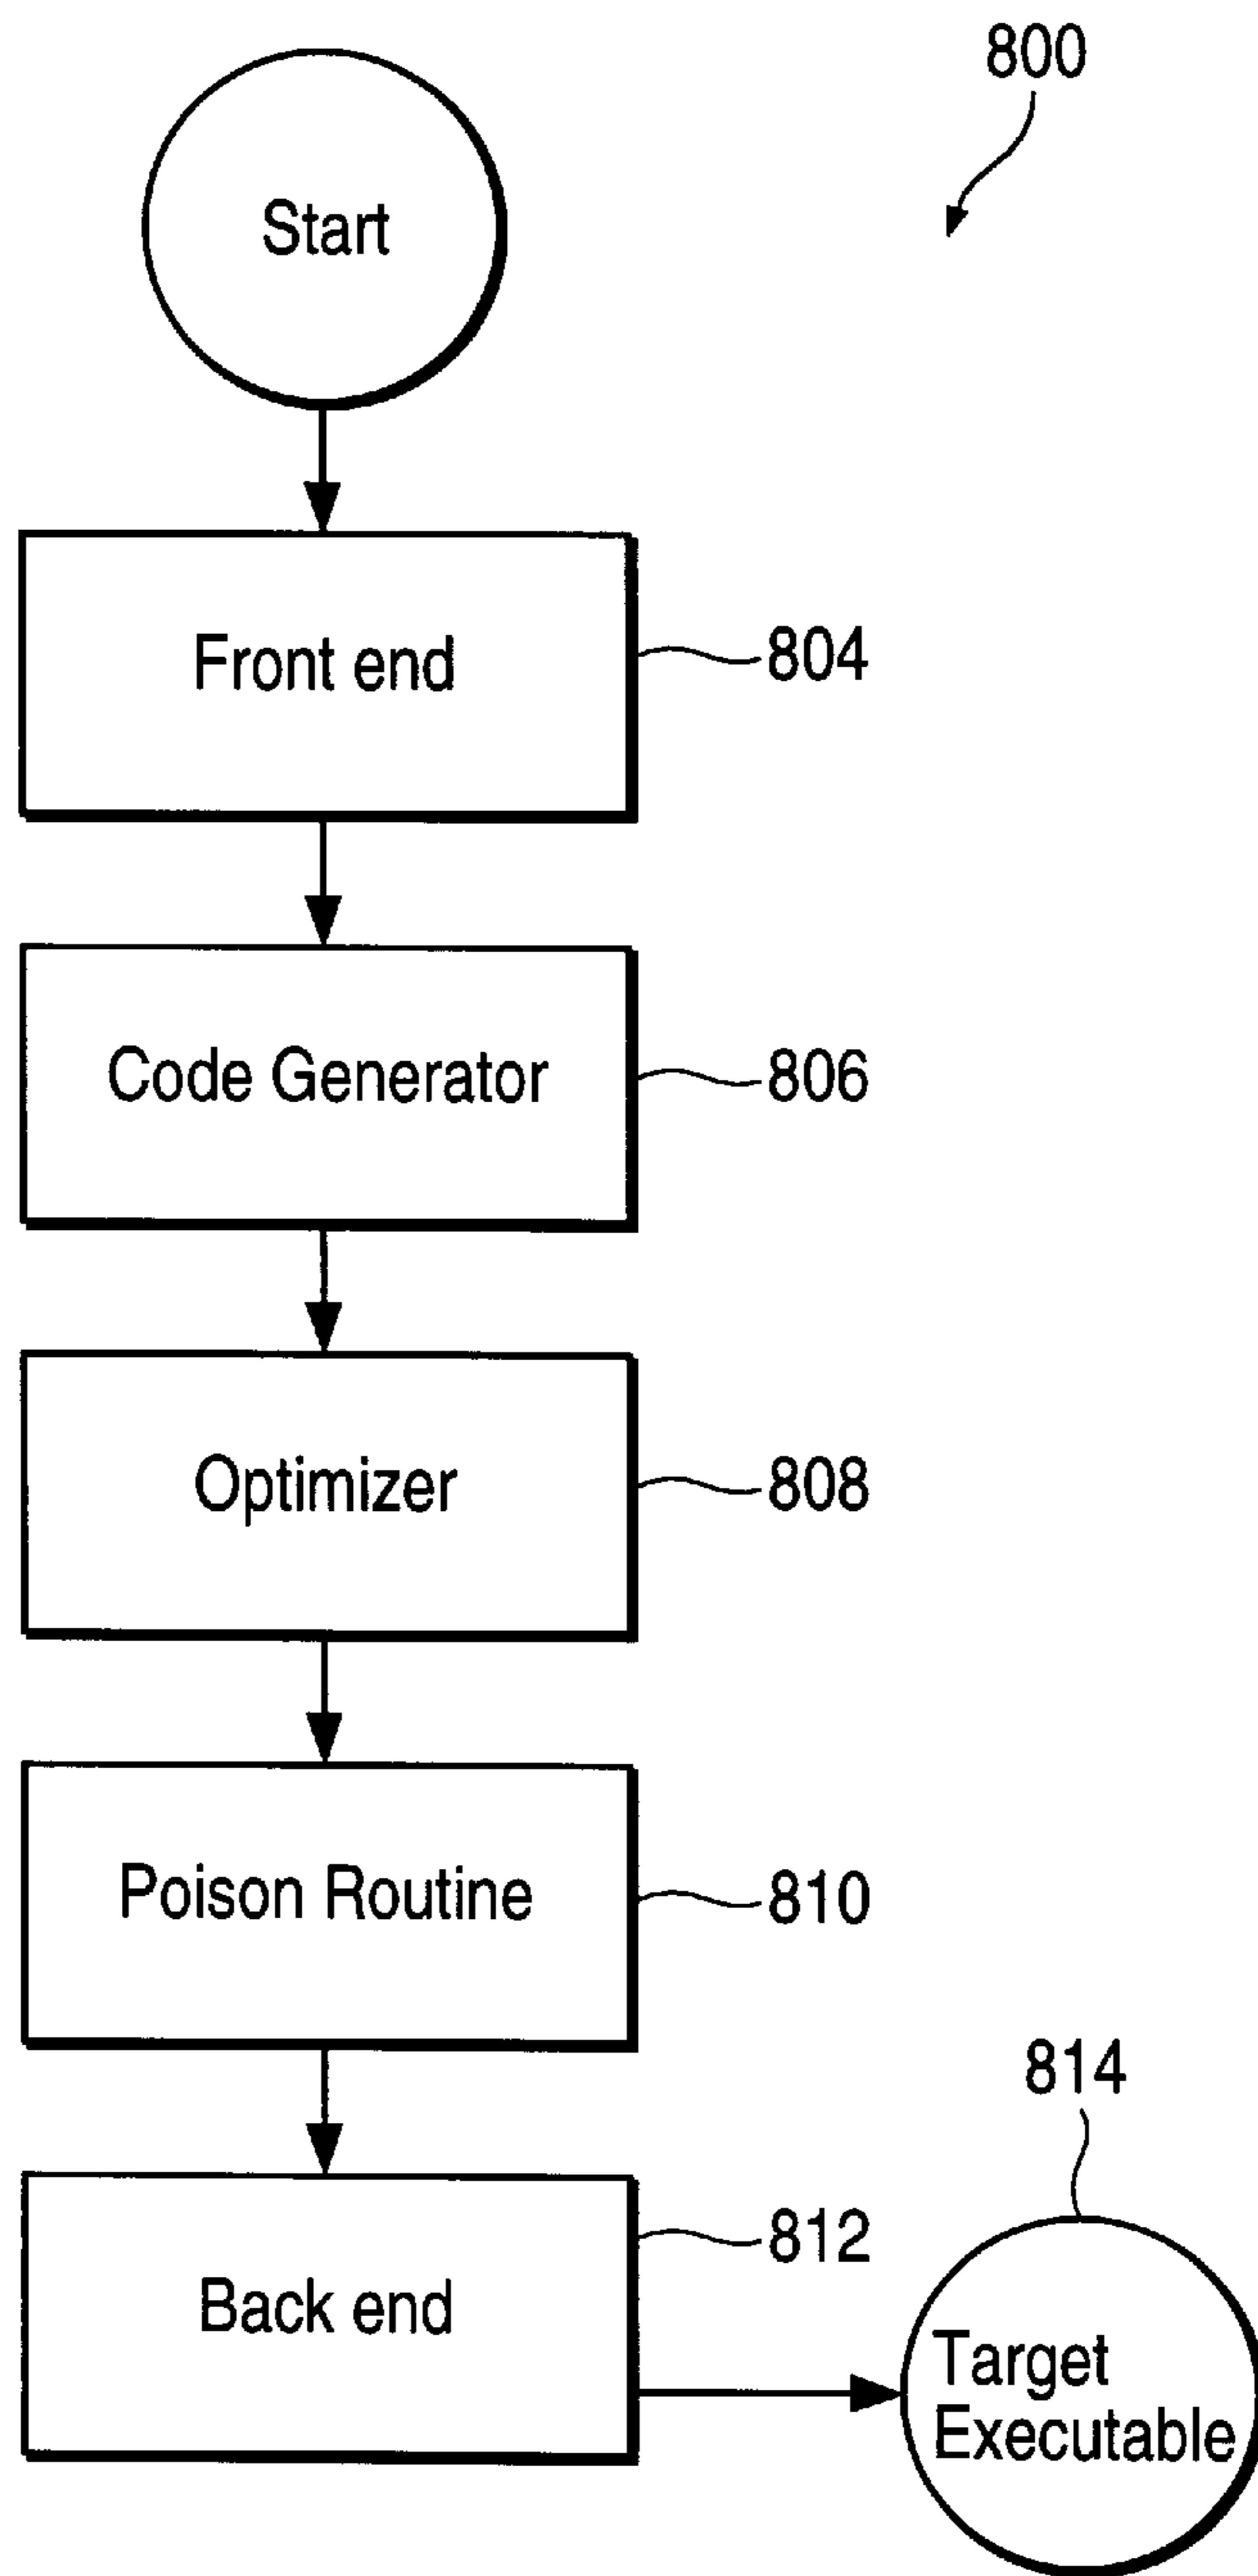 800
Start
Front end
804
Code Generator
806
Optimizer
808
Poison Routine
810
814
Back end
812
Target
Executable